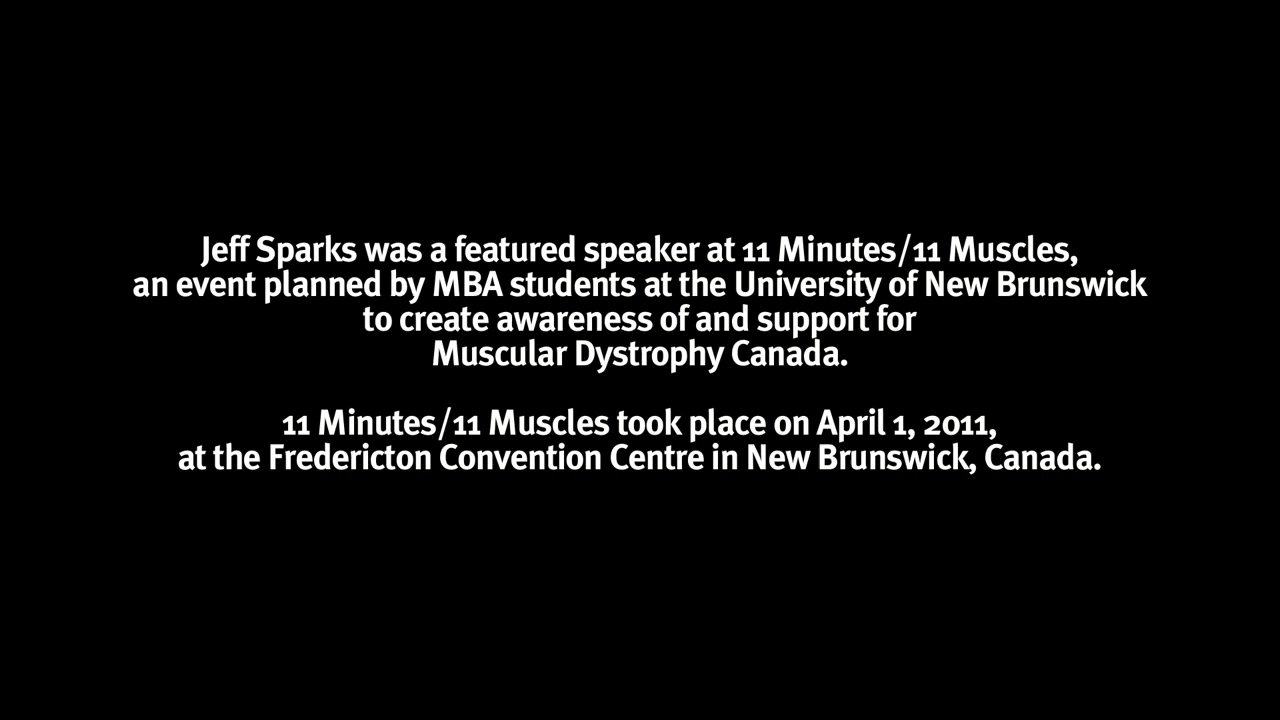 Jeff Sparks was a featured speaker at 11 Minutes/11 Muscles,
an event planned by MBA students at the University of New Brunswick
to create awareness of and support for
Muscular Dystrophy Canada.
11 Minutes/11 Muscles took place on April 1, 2011,
at the Fredericton Convention Centre in New Brunswick, Canada.